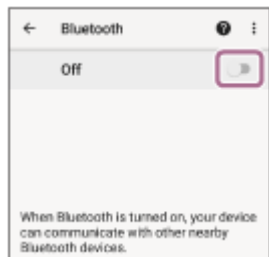 Bluetooth
Off
When Bluetooth is turned on, your device
can communicate with other nearby
Bluetooth devices.